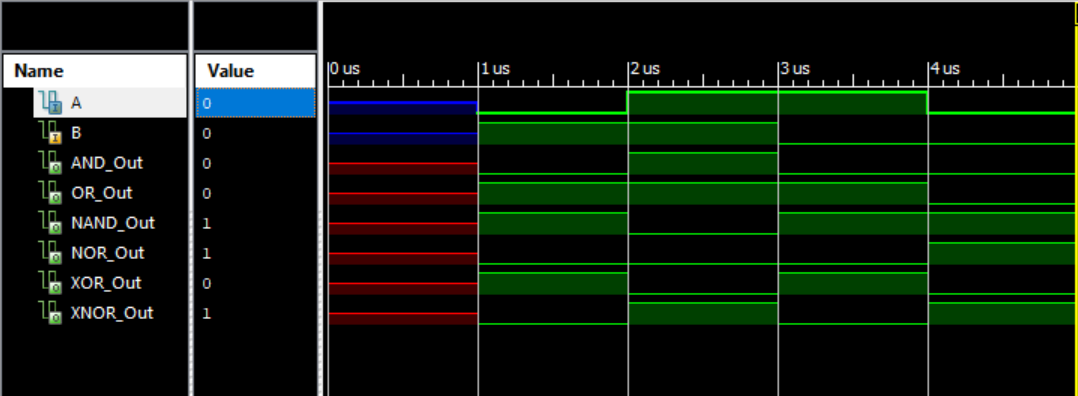 Name Value 0 us 1 us 2 us 3 us 4 us
A 0
B 0
AND_Out 0
OR_Out 0
NAND_Out 1
NOR_Out 1
XOR_Out 0
XNOR_Out 1